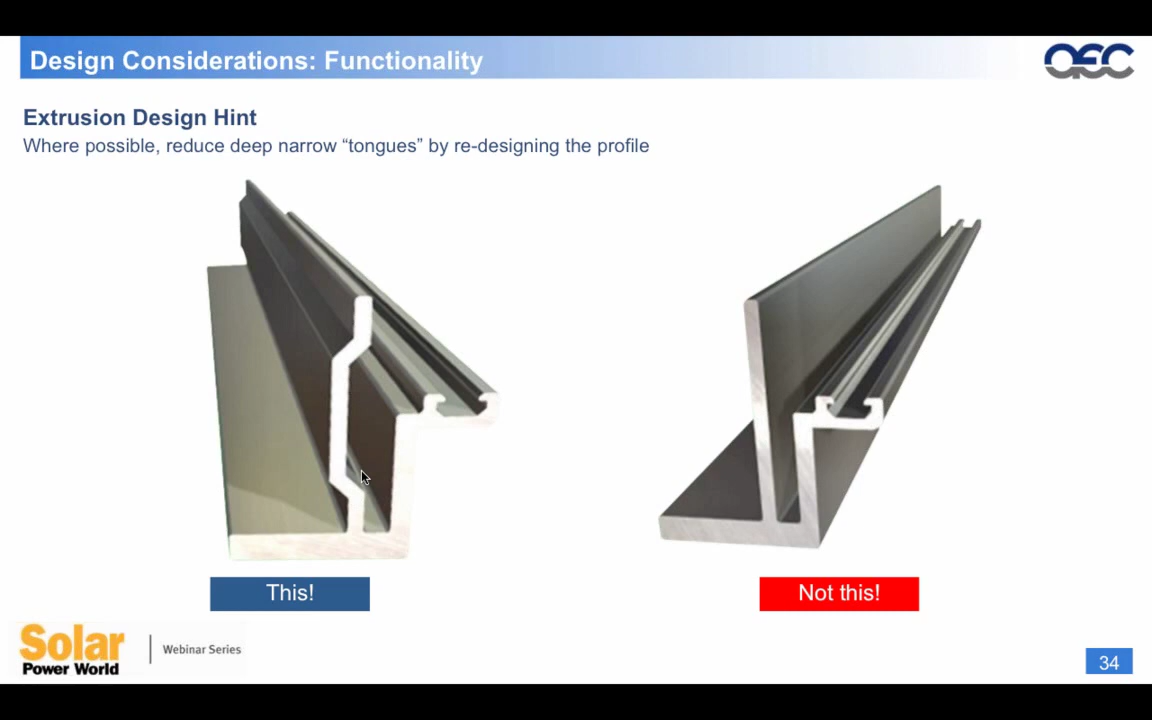 Design Considerations: Functionality
AEC
Extrusion Design Hint
Where possible, reduce deep narrow “tongues” by re-designing the profile
This!
Not this!
Solar
Power World
Webinar Series
34